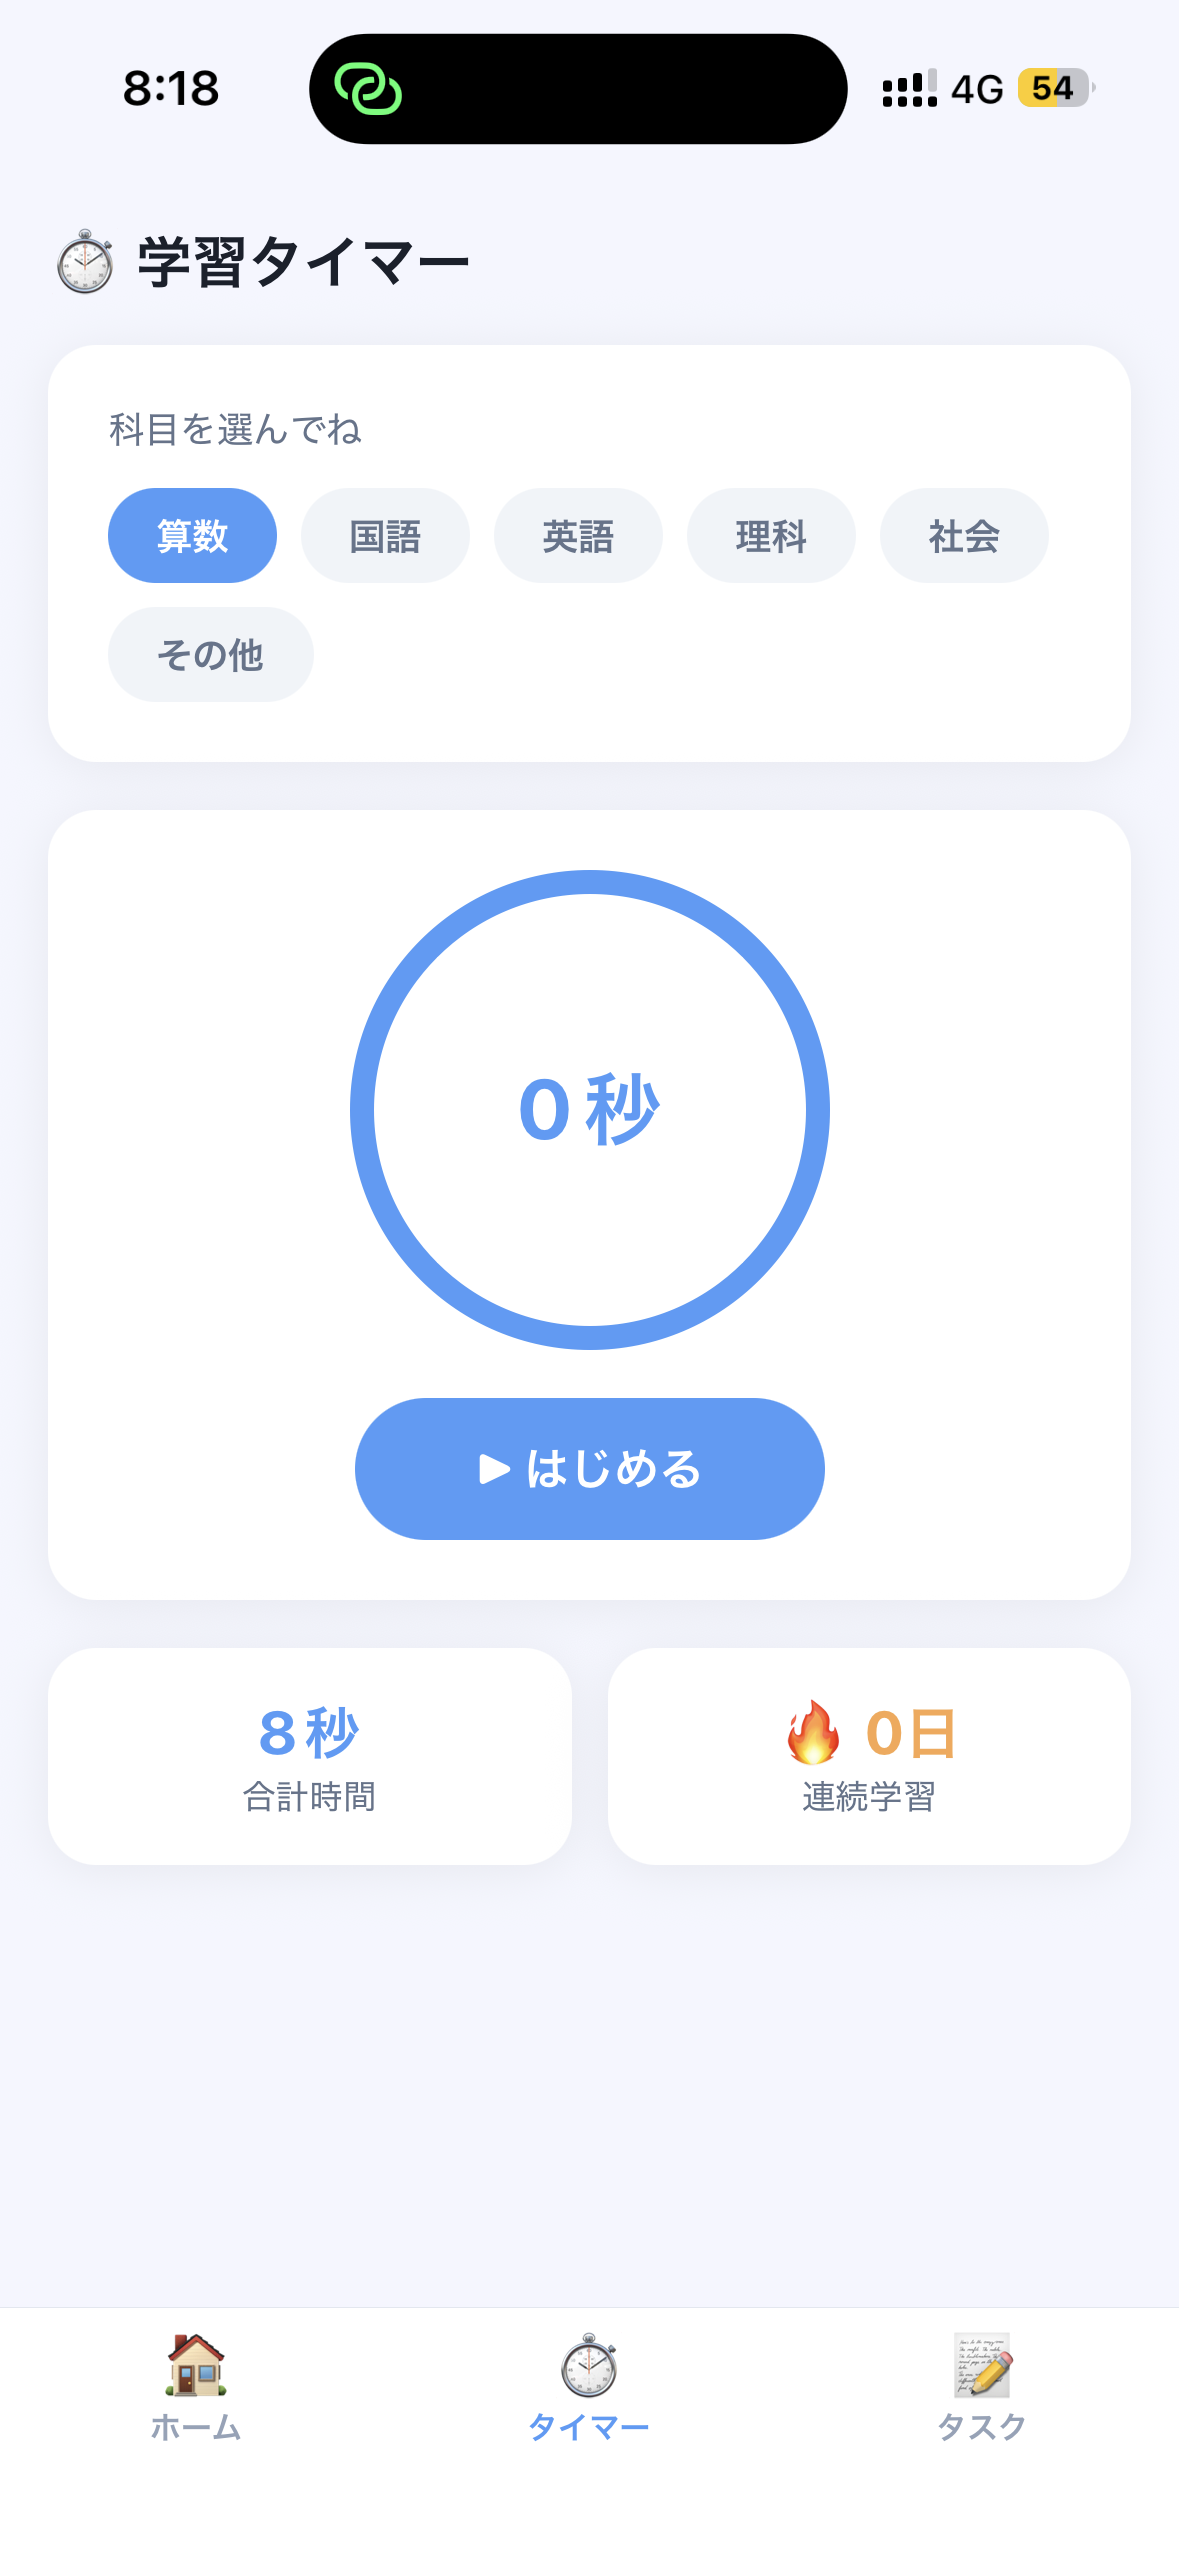 8:18
4G 54
学習タイマー
科目を選んでね
算数 国語 英語 理科 社会
その他
0秒
▶ はじめる
8秒
合計時間
0日
連続学習
ホーム タイマー タスク